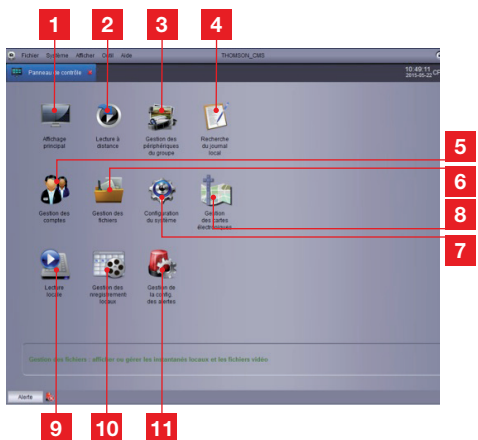 1
2
3
4
Fichier Système Afficher Outil Aide
THOMSON_CMS
Panneau de contrôle
10:49:11
2015-05-22
Affichage
principal
Lecture à
distance
Gestion des
périphériques
du groupe
Recherche
du journal
local
5
6
8
7
Gestion des
comptes
Gestion des
fichiers
Configuration
du système
Gestion
des cartes
électroniques
Lecture
locale
Gestion des
enregistrements
locaux
Gestion de
la config.
des alertes
Gestion des fichiers : afficher ou gérer les instantanés locaux et les fichiers vidéo
Alerte
9
10
11